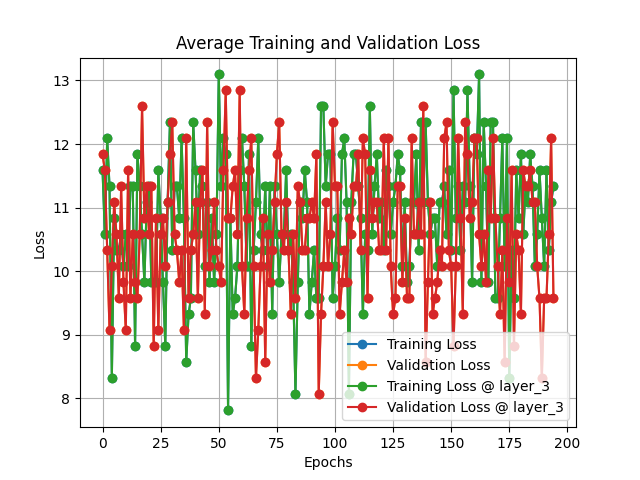 Average Training and Validation Loss
Loss
13
12
11
10
9
8
Training Loss
Validation Loss
Training Loss @ layer_3
Validation Loss @ layer_3
0
25
50
75
100
125
150
175
200
Epochs